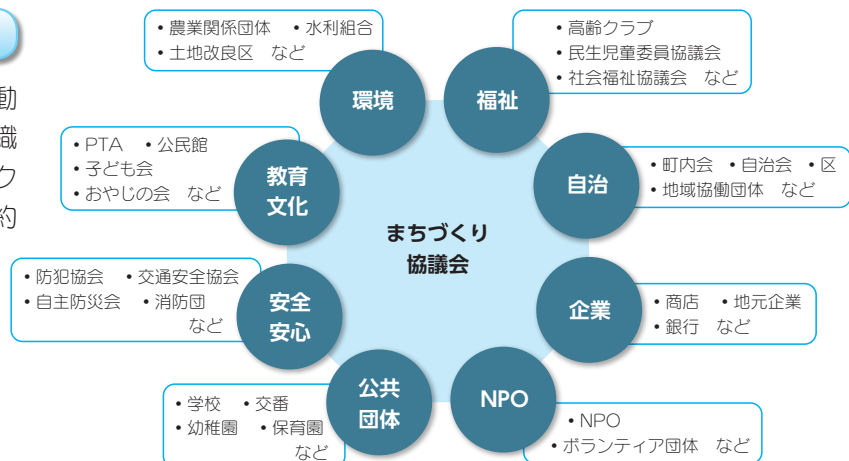 動
織
ク
約
• 農業関係団体　• 水利組合
• 土地改良区　など
環境
• 高齢クラブ
• 民生児童委員協議会
• 社会福祉協議会　など
福祉
• PTA　• 公民館
• 子ども会
• おやじの会　など
教育
文化
• 町内会　• 自治会　• 区
• 地域協働団体　など
自治
まちづくり
協議会
• 防犯協会　• 交通安全協会
• 自主防災会　• 消防団
など
安全
安心
• 商店　• 地元企業
• 銀行　など
企業
• 学校　• 交番
• 幼稚園　• 保育園
など
公共
団体
NPO
• NPO
• ボランティア団体　など